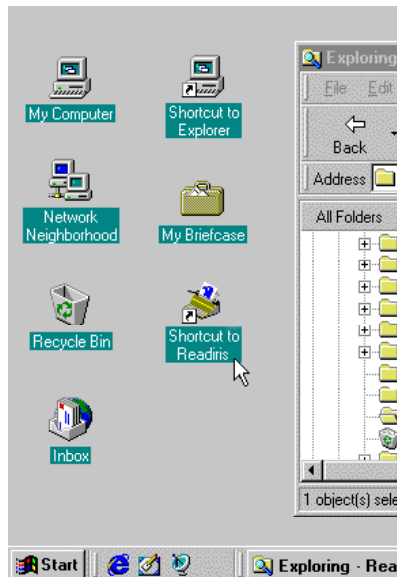 My Computer
Shortcut to
Explorer
Network
Neighborhood
My Briefcase
Recycle Bin
Shortcut to
Readiris
Inbox
Exploring
File Edit
Back
Address
All Folders
1 object(s) sele
Start
Exploring - Rea